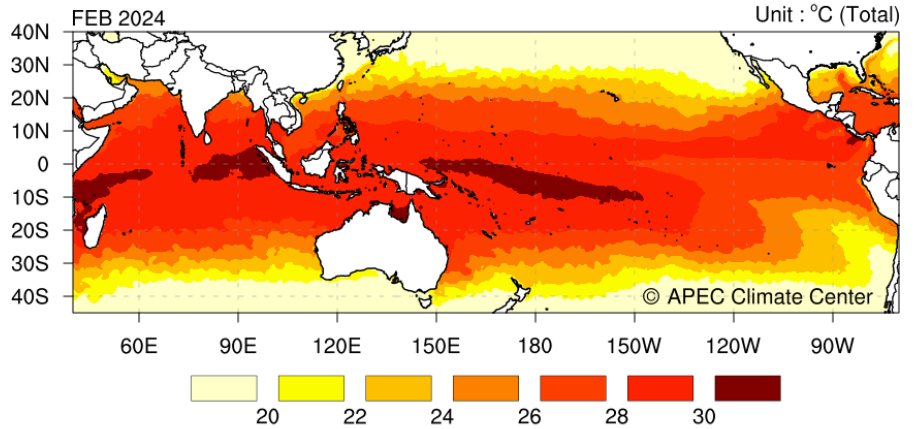 FEB 2024 Unit : °C (Total)
40N
30N
20N
10N
0
10S
20S
30S
40S
© APEC Climate Center
60E 90E 120E 150E 180 150W 120W 90W
20 22 24 26 28 30